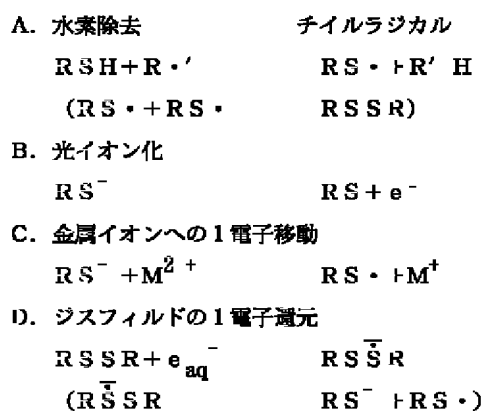 A. 水素除去 チイルラジカル
RSH+R・′ RS・+R′ H
(RS・+RS・ RSSR)
B. 光イオン化
RS⁻ RS+e⁻
C. 金属イオンへの1電子移動
RS⁻+M²⁺ RS・+M⁺
D. ジスフィルドの1電子還元
RSSR+e_aq⁻ RSS̅̇R
(RS̅̇SR RS⁻+RS・)